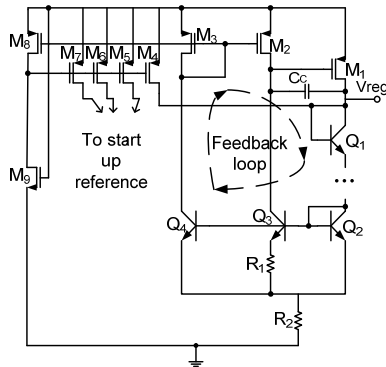 M8
M7
M6
M5
M4
M3
M2
M1
CC
Vreg
To start
up
reference
Feedback
loop
Q1
M9
Q4
Q3
Q2
R1
R2